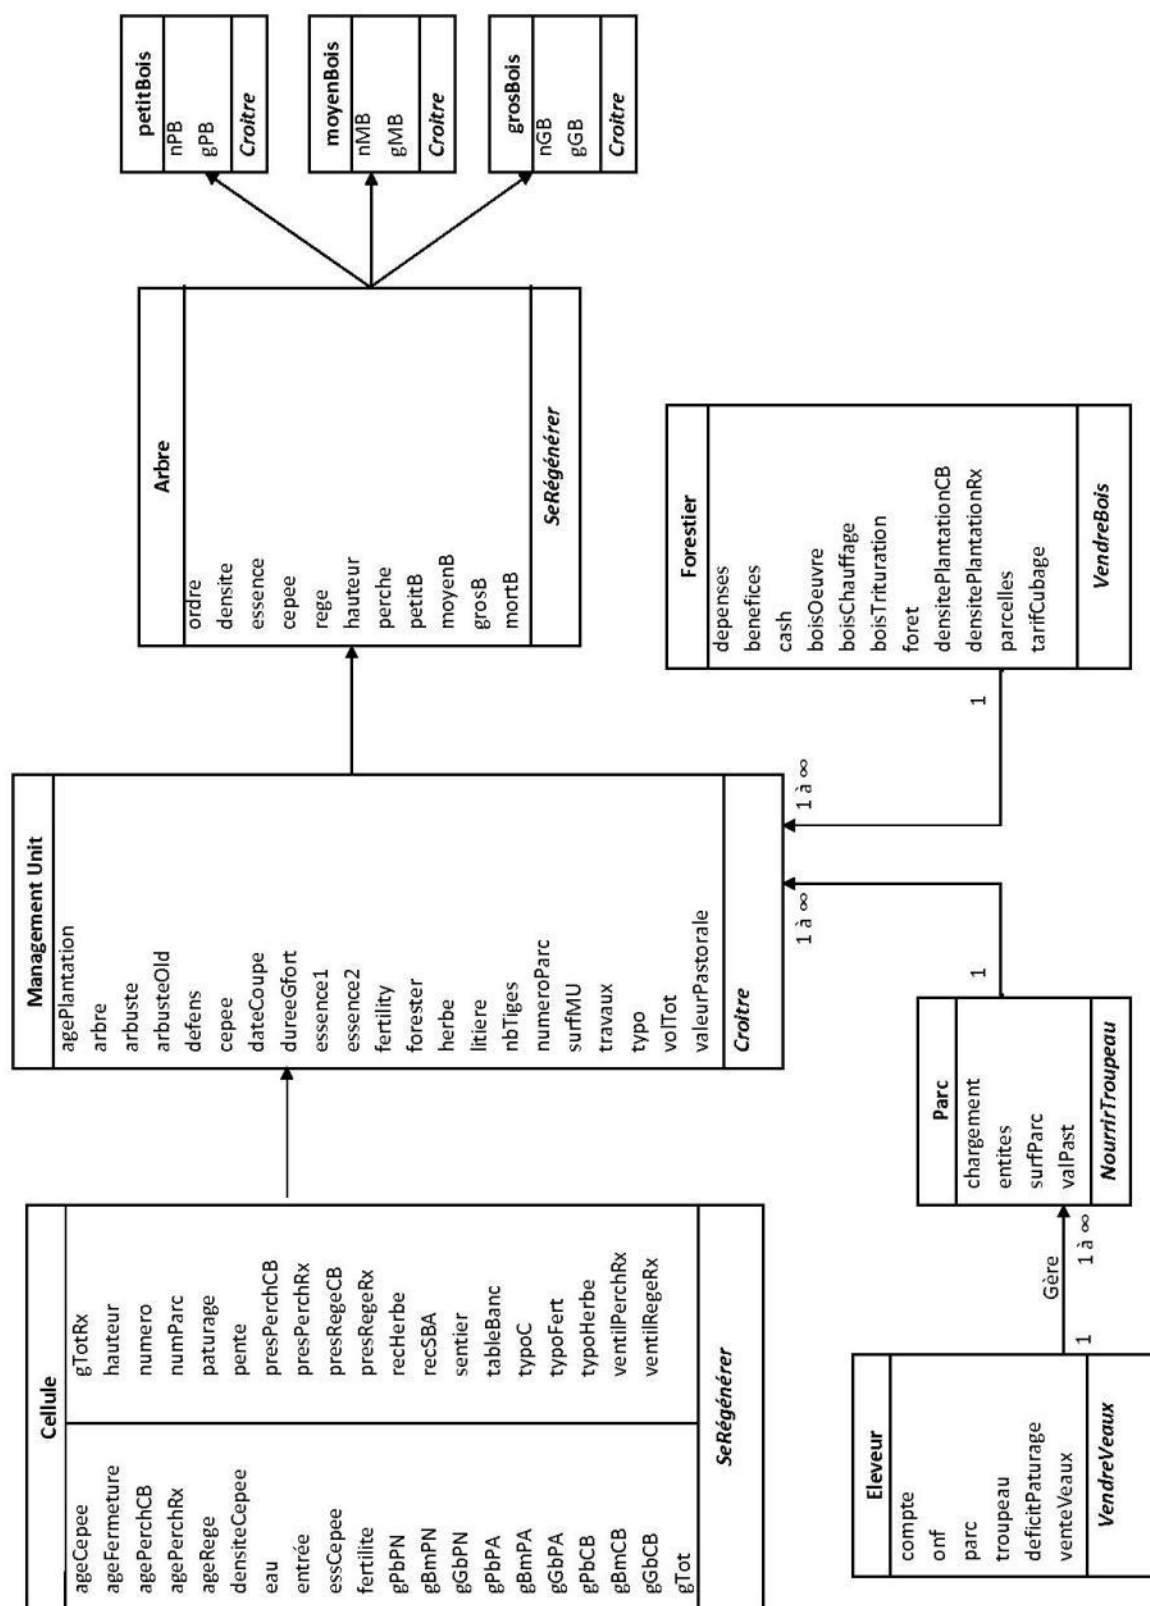 Cellule
ageCepee
ageFermeture
agePerchCB
agePerchRx
ageRege
densiteCepee
eau
entrée
essCepee
fertilite
gPbPN
gBmPN
gGbPN
gPbPA
gBmPA
gGbPA
gPbCB
gBmCB
gGbCB
gTot
gTotRx
hauteur
numero
numParc
paturage
pente
presPerchCB
presPerchRx
presRegeCB
presRegeRx
recHerbe
recSBA
sentier
tableBanc
typoC
typoFert
typoHerbe
ventilPerchRx
ventilRegeRx
SeRégénérer
Management Unit
agePlantation
arbre
arbuste
arbusteOld
defens
cepee
dateCoupe
dureeGfort
essence1
essence2
fertility
forester
herbe
litiere
nbTiges
numeroParc
surfMU
travaux
typo
volTot
valeurPastorale
Croitre
Arbre
ordre
densite
essence
cepee
rege
hauteur
perche
petitB
moyenB
grosB
mortB
SeRégénérer
petitBois
nPB
gPB
Croitre
moyenBois
nMB
gMB
Croitre
grosBois
nGB
gGB
Croitre
Eleveur
compte
onf
parc
troupeau
deficitPaturage
venteVeaux
VendreVeaux
Gère
1
1 à ∞
Parc
chargement
entites
surfParc
valPast
NourrirTroupeau
1
1 à ∞
1 à ∞
1
Forestier
depenses
benefices
cash
boisOeuvre
boisChauffage
boisTrituration
foret
densitePlantationCB
densitePlantationRx
parcelles
tarifCubage
VendreBois